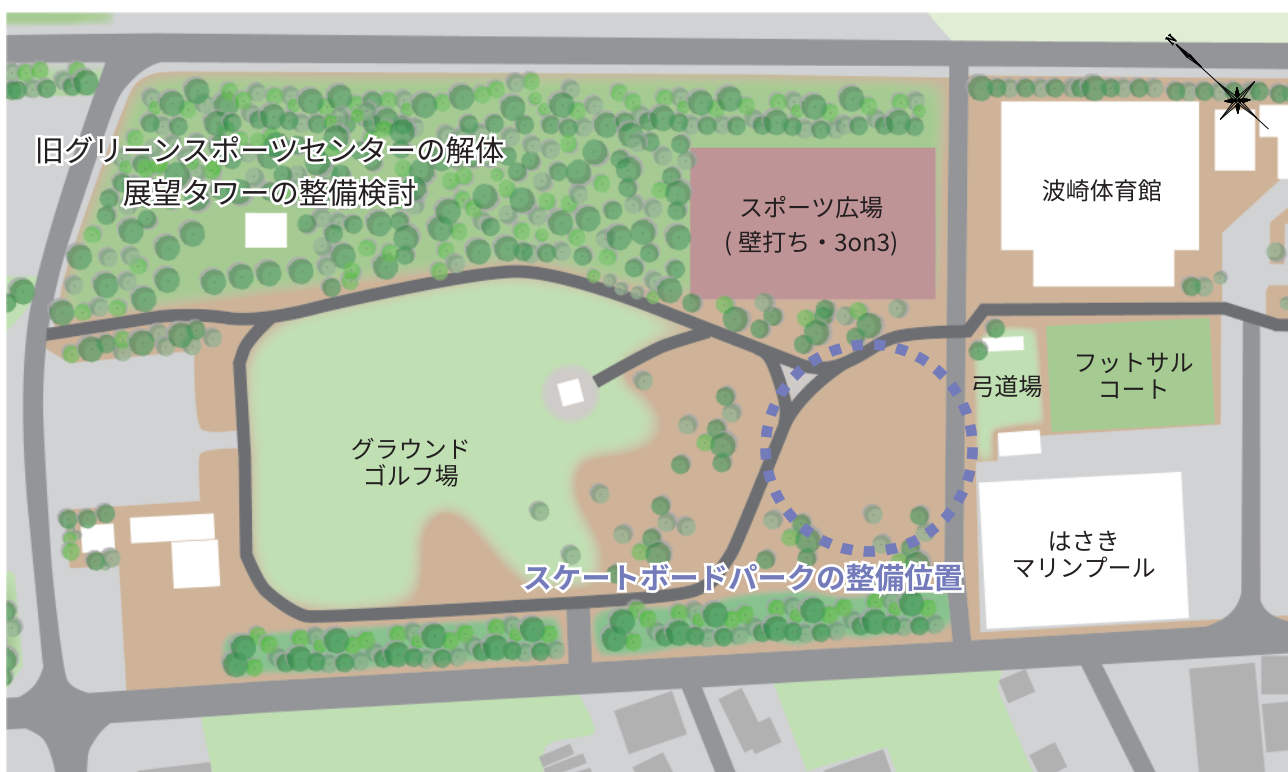 N
旧グリーンスポーツセンターの解体
展望タワーの整備検討
スポーツ広場
( 壁打ち・3on3)
波崎体育館
フットサル
コート
弓道場
グラウンド
ゴルフ場
はさき
マリンプール
スケートボードパークの整備位置